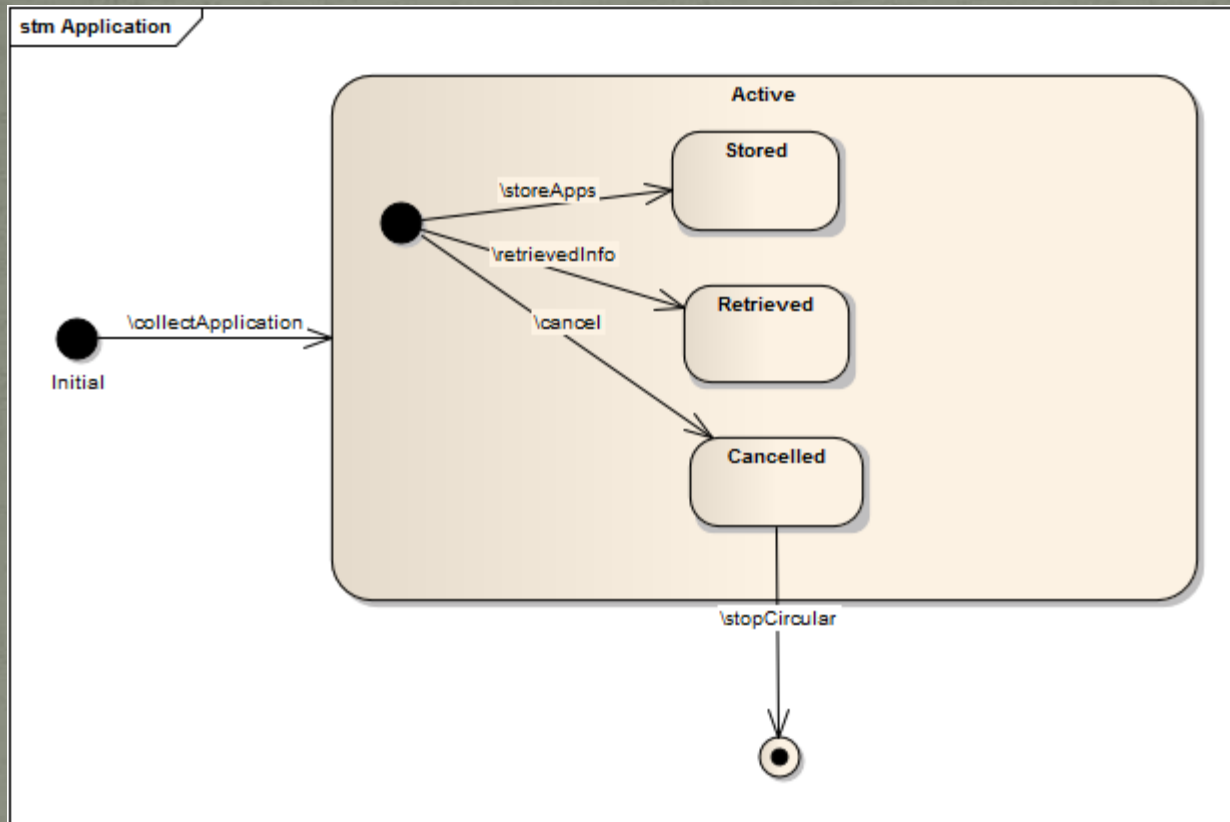 stm Application
Active
Stored
\storeApps
\retrievedInfo
Retrieved
\cancel
\collectApplication
Initial
Cancelled
\stopCircular